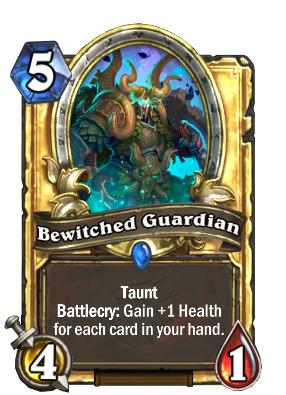 5
Bewitched Guardian
Taunt
Battlecry: Gain +1 Health
for each card in your hand.
4
1